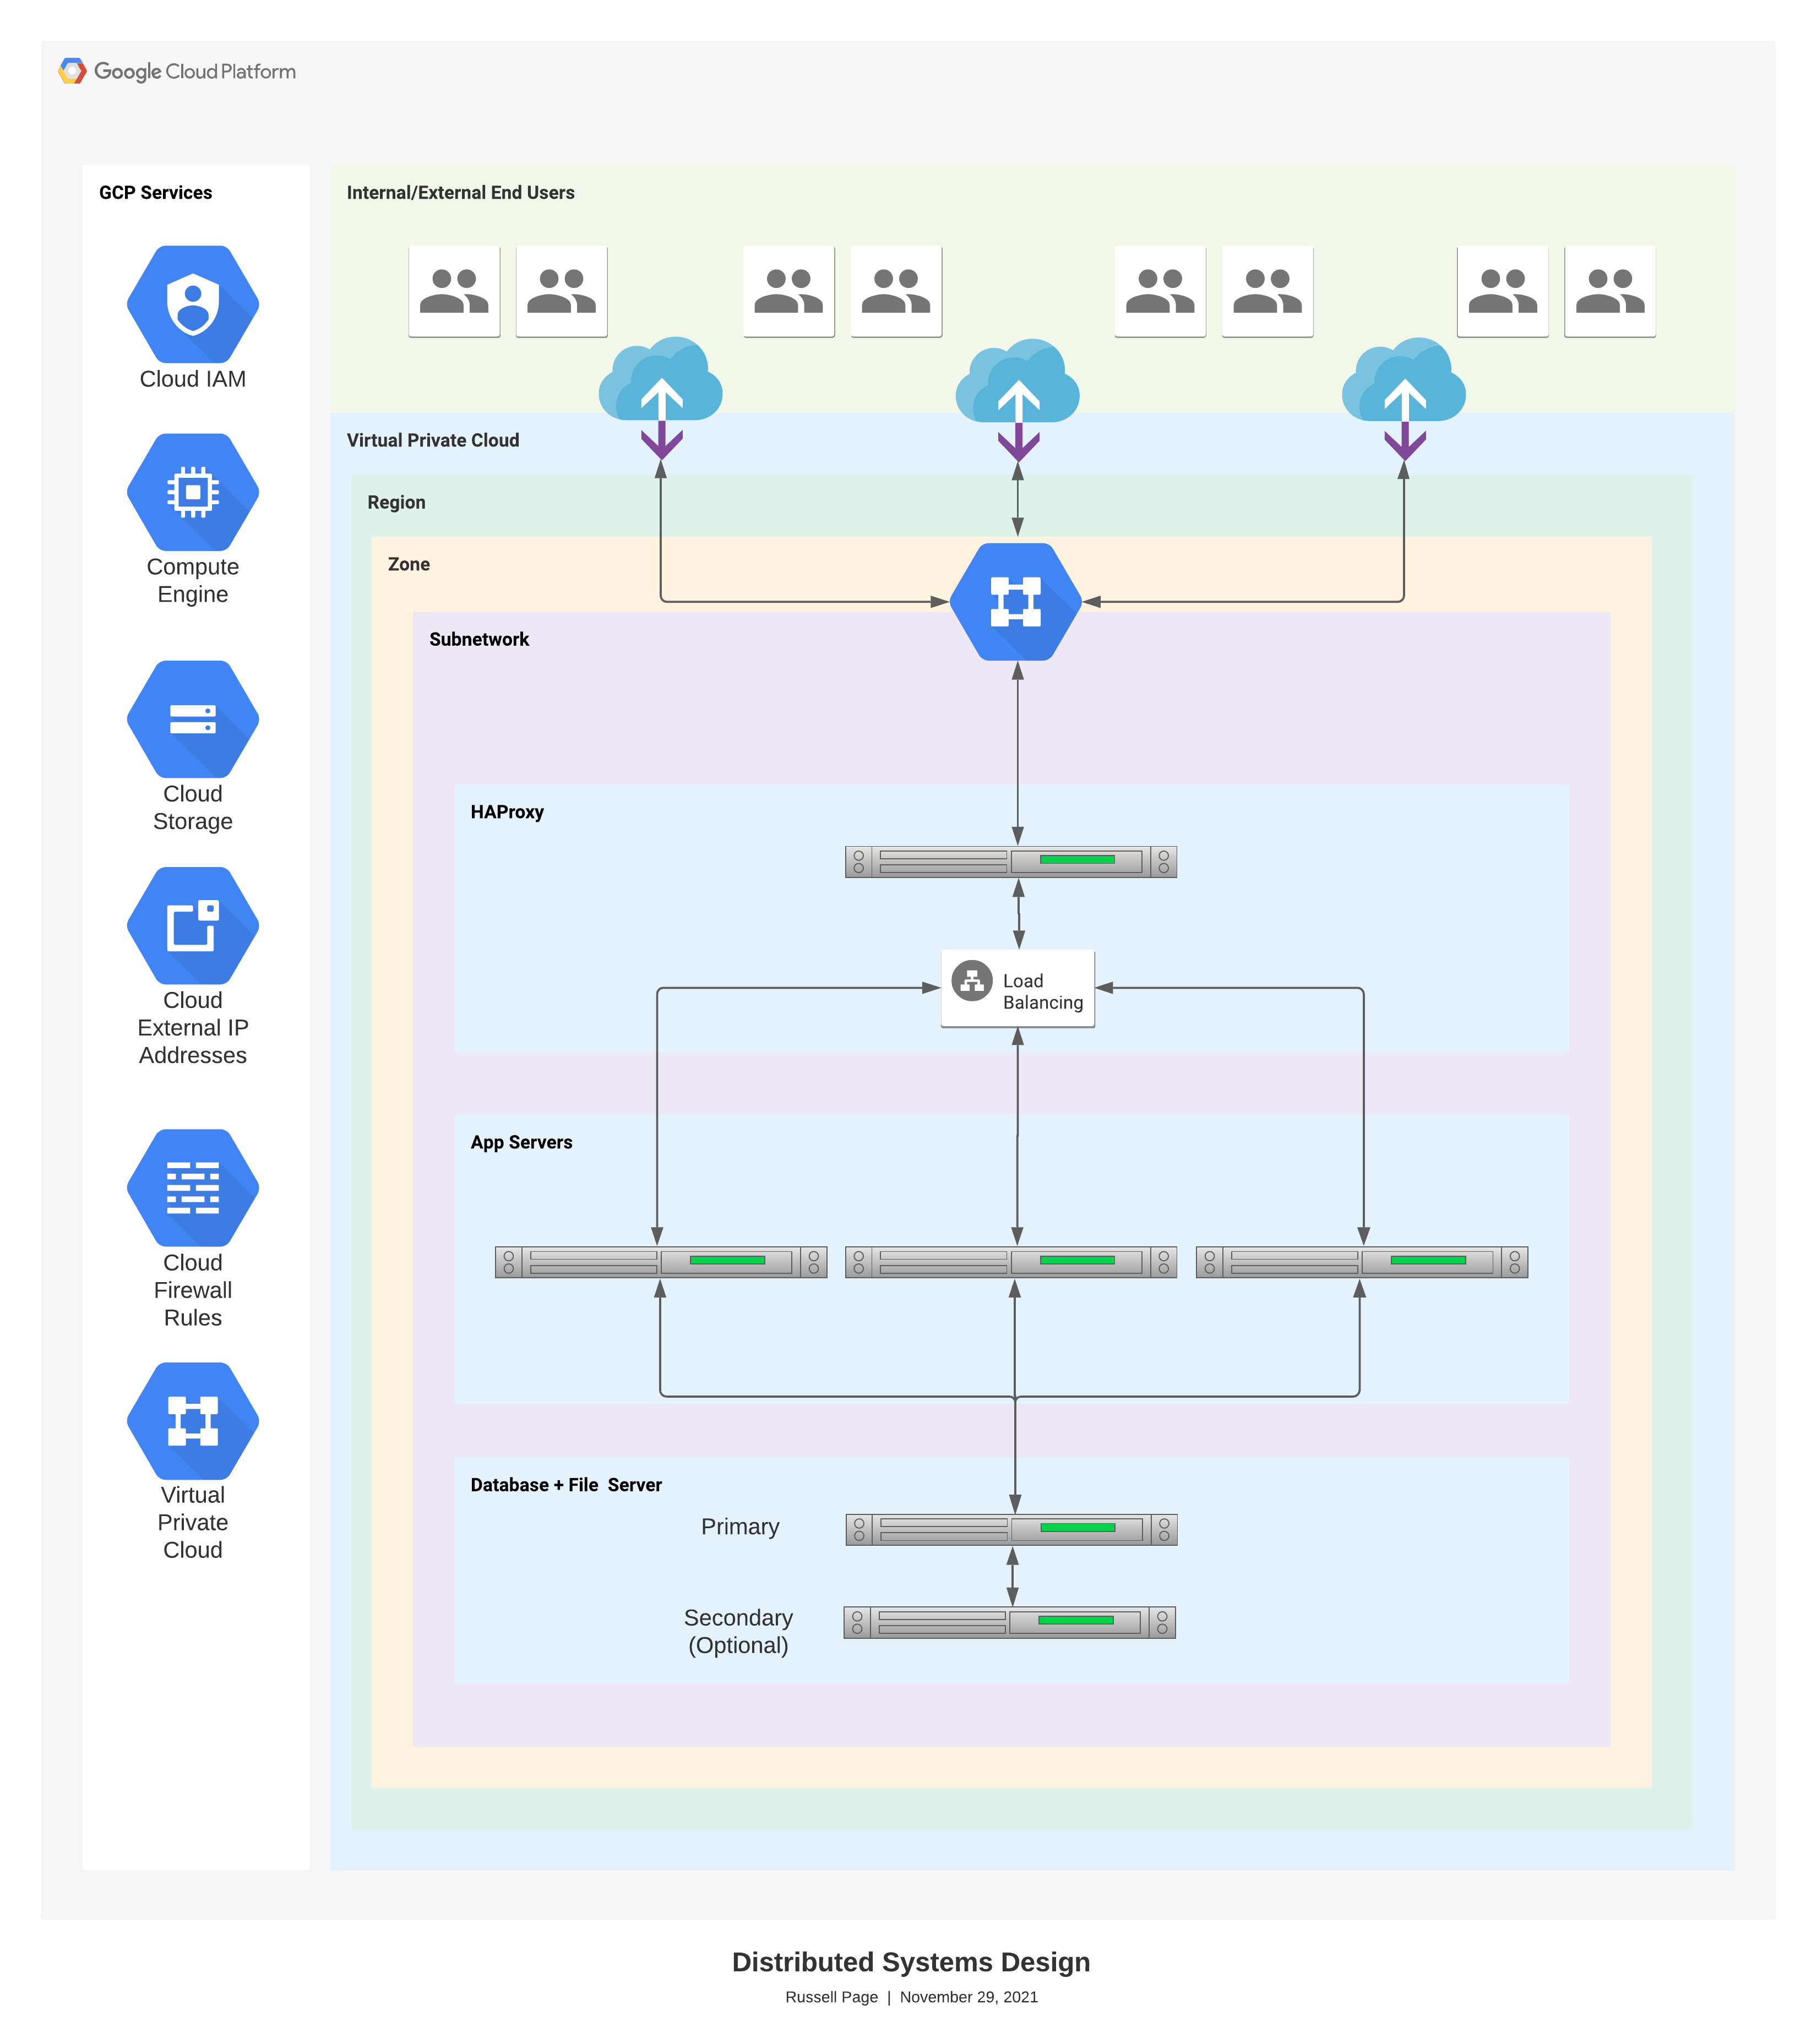 Google Cloud Platform
GCP Services
Cloud IAM
Compute
Engine
Cloud
Storage
Cloud
External IP
Addresses
Cloud
Firewall
Rules
Virtual
Private
Cloud
Internal/External End Users
Virtual Private Cloud
Region
Zone
Subnetwork
HAProxy
Load
Balancing
App Servers
Database + File  Server
Primary
Secondary
(Optional)
Distributed Systems Design
Russell Page  |  November 29, 2021